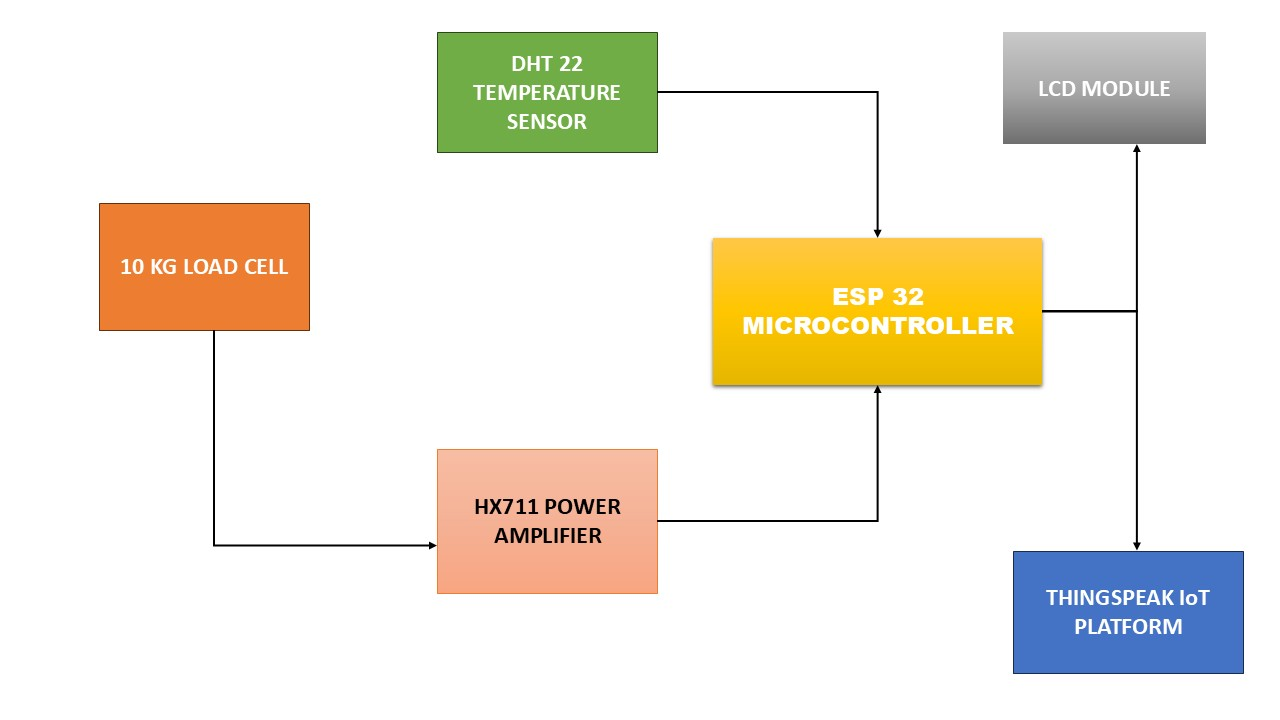 DHT 22
TEMPERATURE
SENSOR
LCD MODULE
10 KG LOAD CELL
ESP 32
MICROCONTROLLER
HX711 POWER
AMPLIFIER
THINGSPEAK IoT
PLATFORM